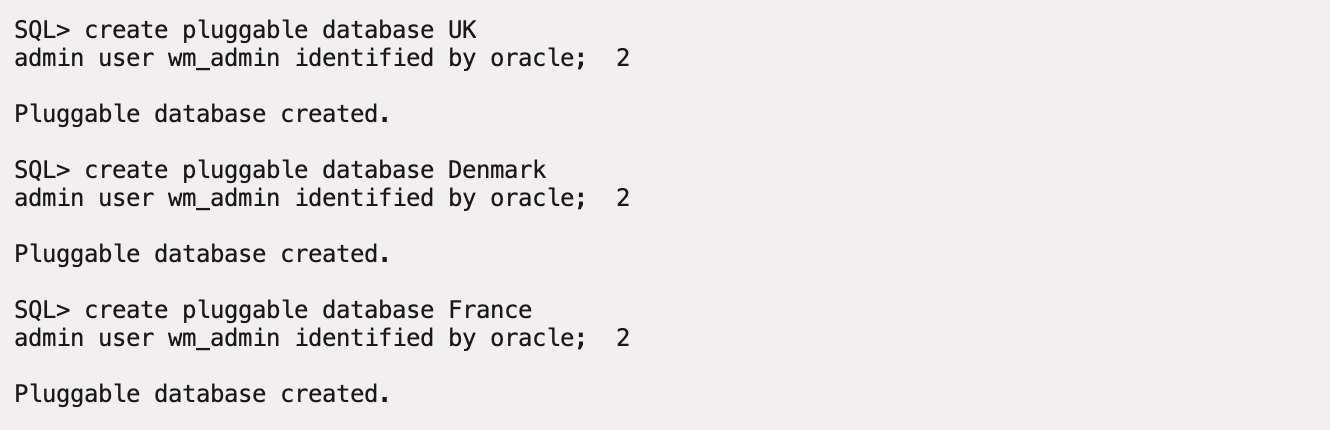 SQL> create pluggable database UK
admin user wm_admin identified by oracle;  2
Pluggable database created.
SQL> create pluggable database Denmark
admin user wm_admin identified by oracle;  2
Pluggable database created.
SQL> create pluggable database France
admin user wm_admin identified by oracle;  2
Pluggable database created.